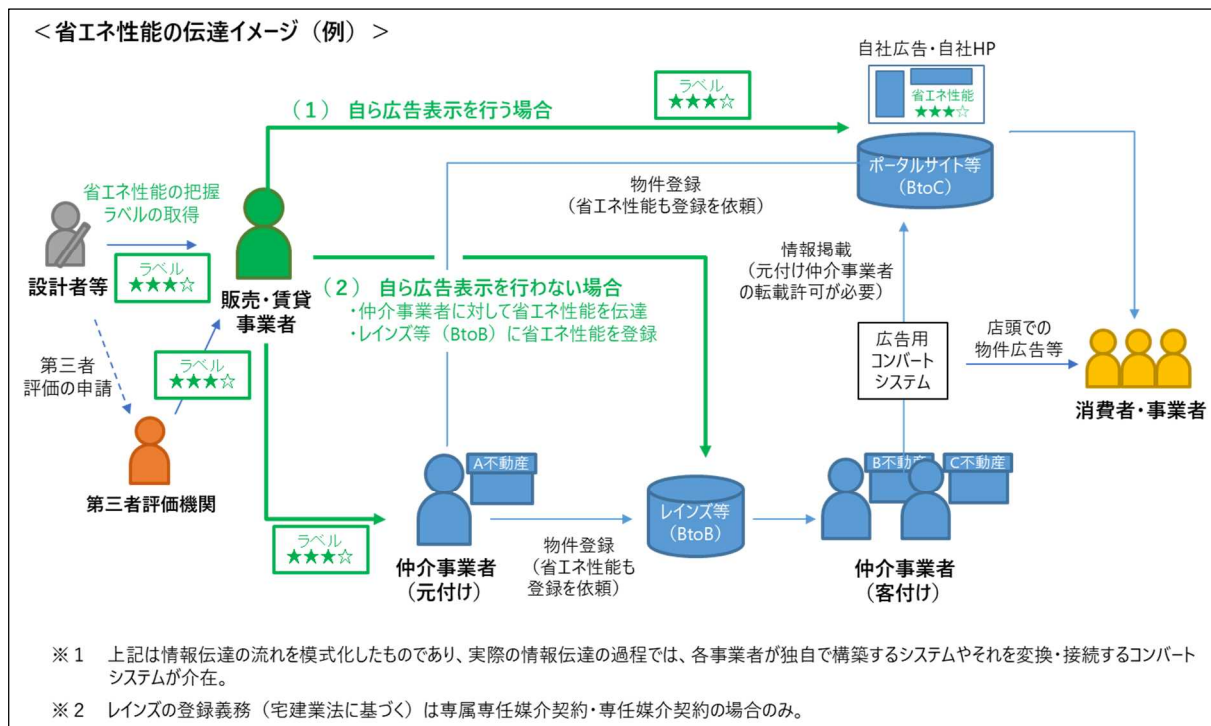 ＜省エネ性能の伝達イメージ（例）＞
自社広告・自社HP
ラベル
★★★☆
省エネ性能
★★★☆
（１） 自ら広告表示を行う場合
ポータルサイト等
（BtoC）
省エネ性能の把握
ラベルの取得
物件登録
（省エネ性能も登録を依頼）
設計者等
ラベル
★★★☆
販売・賃貸
事業者
（２） 自ら広告表示を行わない場合
・仲介事業者に対して省エネ性能を伝達
・レインズ等（BtoB）に省エネ性能を登録
情報掲載
（元付け仲介事業者
の転載許可が必要）
第三者
評価の申請
ラベル
★★★☆
広告用
コンバート
システム
店頭での
物件広告等
消費者・事業者
第三者評価機関
A不動産
レインズ等
（BtoB）
B不動産
C不動産
ラベル
★★★☆
仲介事業者
（元付け）
物件登録
（省エネ性能も
登録を依頼）
仲介事業者
（客付け）
※１ 上記は情報伝達の流れを模式化したものであり、実際の情報伝達の過程では、各事業者が独自で構築するシステムやそれを変換・接続するコンバート
システムが介在。
※２ レインズの登録義務（宅建業法に基づく）は専属専任媒介契約・専任媒介契約の場合のみ。